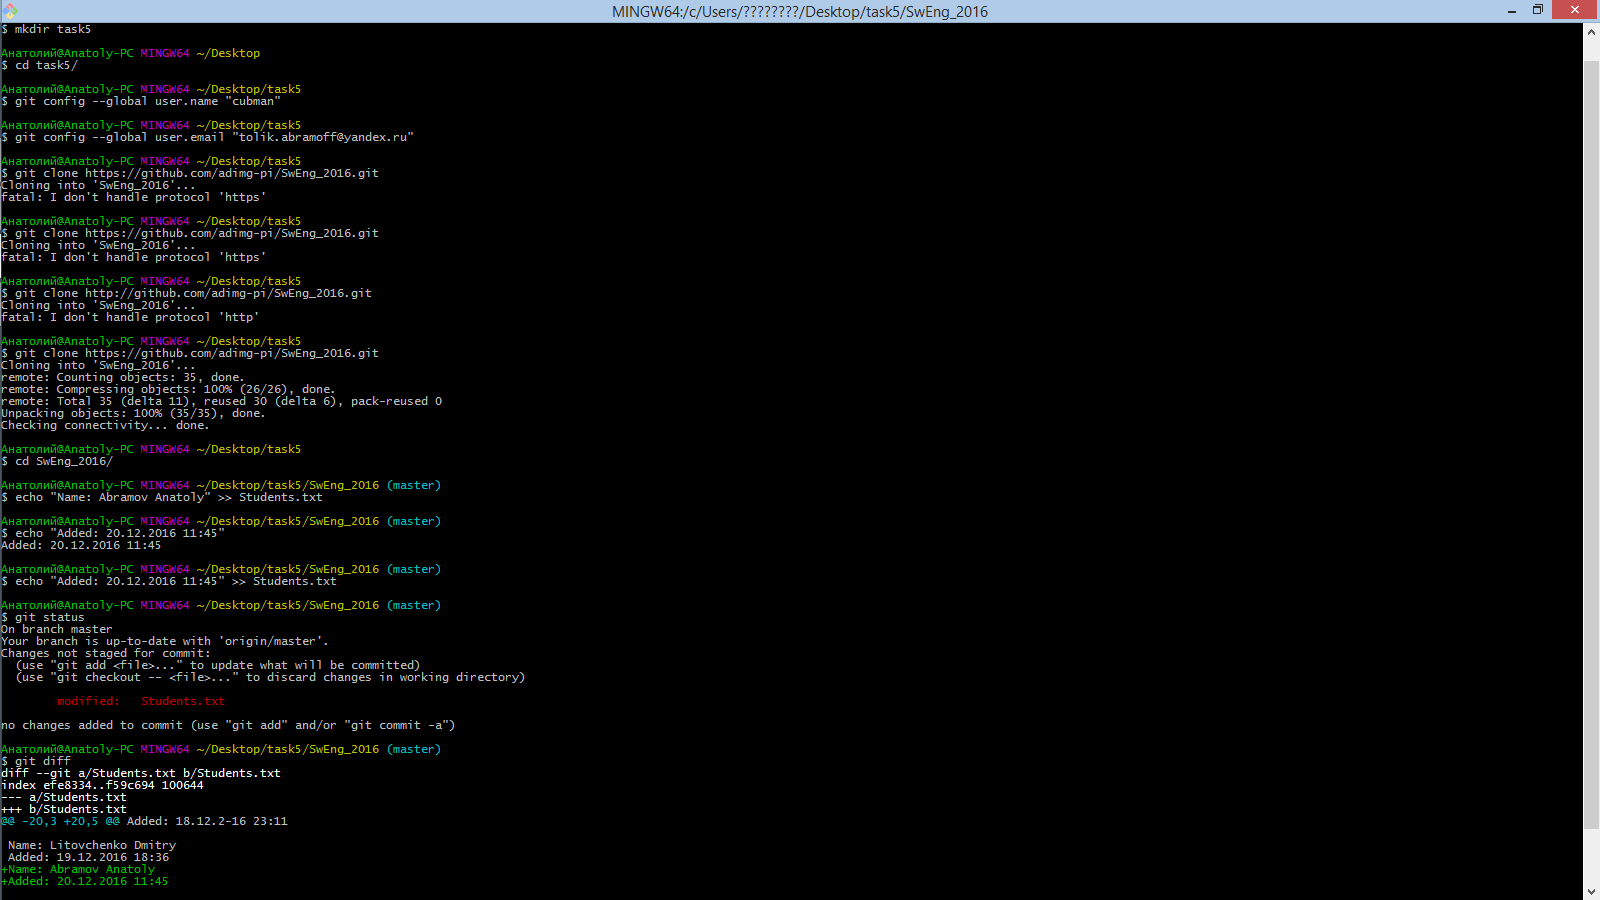 MINGW64:/c/Users/????????/Desktop/task5/SwEng_2016
$ mkdir task5
Анатолий@Anatoly-PC MINGW64 ~/Desktop
$ cd task5/
Анатолий@Anatoly-PC MINGW64 ~/Desktop/task5
$ git config --global user.name "cubman"
Анатолий@Anatoly-PC MINGW64 ~/Desktop/task5
$ git config --global user.email "tolik.abramoff@yandex.ru"
Анатолий@Anatoly-PC MINGW64 ~/Desktop/task5
$ git clone https://github.com/adimg-pi/SwEng_2016.git
Cloning into 'SwEng_2016'...
fatal: I don't handle protocol 'https'
Анатолий@Anatoly-PC MINGW64 ~/Desktop/task5
$ git clone https://github.com/adimg-pi/SwEng_2016.git
Cloning into 'SwEng_2016'...
fatal: I don't handle protocol 'https'
Анатолий@Anatoly-PC MINGW64 ~/Desktop/task5
$ git clone http://github.com/adimg-pi/SwEng_2016.git
Cloning into 'SwEng_2016'...
fatal: I don't handle protocol 'http'
Анатолий@Anatoly-PC MINGW64 ~/Desktop/task5
$ git clone https://github.com/adimg-pi/SwEng_2016.git
Cloning into 'SwEng_2016'...
remote: Counting objects: 35, done.
remote: Compressing objects: 100% (26/26), done.
remote: Total 35 (delta 11), reused 30 (delta 6), pack-reused 0
Unpacking objects: 100% (35/35), done.
Checking connectivity... done.
Анатолий@Anatoly-PC MINGW64 ~/Desktop/task5
$ cd SwEng_2016/
Анатолий@Anatoly-PC MINGW64 ~/Desktop/task5/SwEng_2016 (master)
$ echo "Name: Abramov Anatoly" >> Students.txt
Анатолий@Anatoly-PC MINGW64 ~/Desktop/task5/SwEng_2016 (master)
$ echo "Added: 20.12.2016 11:45"
Added: 20.12.2016 11:45
Анатолий@Anatoly-PC MINGW64 ~/Desktop/task5/SwEng_2016 (master)
$ echo "Added: 20.12.2016 11:45" >> Students.txt
Анатолий@Anatoly-PC MINGW64 ~/Desktop/task5/SwEng_2016 (master)
$ git status
On branch master
Your branch is up-to-date with 'origin/master'.
Changes not staged for commit:
(use "git add <file>..." to update what will be committed)
(use "git checkout -- <file>..." to discard changes in working directory)
modified: Students.txt
no changes added to commit (use "git add" and/or "git commit -a")
Анатолий@Anatoly-PC MINGW64 ~/Desktop/task5/SwEng_2016 (master)
$ git diff
diff --git a/Students.txt b/Students.txt
index efe8334..f59c694 100644
--- a/Students.txt
+++ b/Students.txt
@@ -20,3 +20,5 @@ Added: 18.12.2-16 23:11
Name: Litovchenko Dmitry
Added: 19.12.2016 18:36
+Name: Abramov Anatoly
+Added: 20.12.2016 11:45